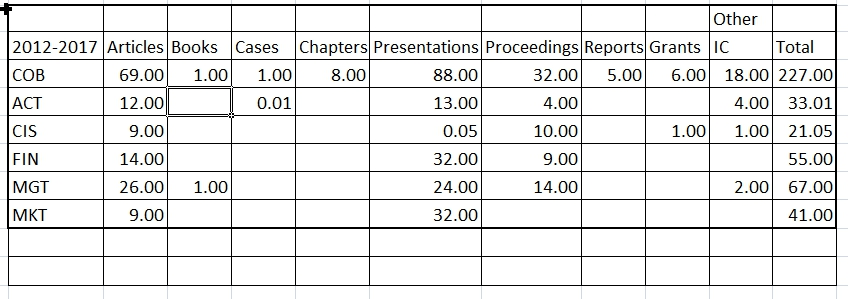 Other
2012-2017 Articles Books Cases Chapters Presentations Proceedings Reports Grants IC Total
COB 69.00 1.00 1.00 8.00 88.00 32.00 5.00 6.00 18.00 227.00
ACT 12.00 0.01 13.00 4.00 4.00 33.01
CIS 9.00 0.05 10.00 1.00 1.00 21.05
FIN 14.00 32.00 9.00 55.00
MGT 26.00 1.00 24.00 14.00 2.00 67.00
MKT 9.00 32.00 41.00